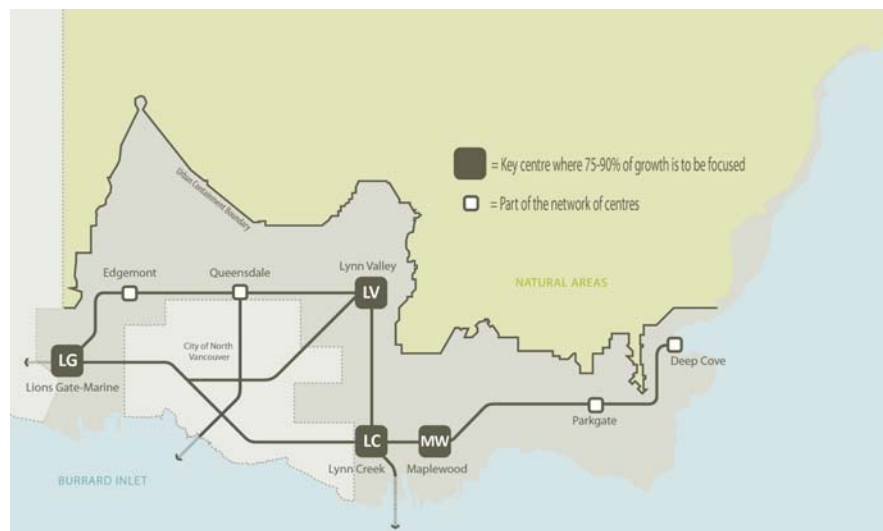 Urban Containment Boundary
= Key centre where 75-90% of growth is to be focused
= Part of the network of centres
Edgemont
Queensdale
Lynn Valley
LV
NATURAL AREAS
City of North
Vancouver
LG
Lions Gate-Marine
Deep Cove
Parkgate
LC
MW
Lynn Creek
Maplewood
BURRARD INLET